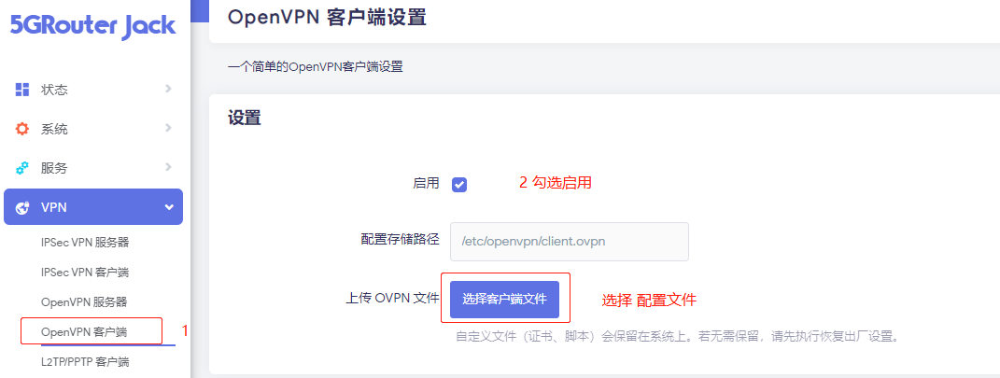 5GRouter Jack
状态
系统
服务
VPN
IPSec VPN 服务器
IPSec VPN 客户端
OpenVPN 服务器
OpenVPN 客户端
1
L2TP/PPTP 客户端
OpenVPN 客户端设置
一个简单的OpenVPN客户端设置
设置
启用
2 勾选启用
配置存储路径
/etc/openvpn/client.ovpn
上传 OVPN 文件
选择客户端文件
选择 配置文件
自定义文件（证书、脚本）会保留在系统上。若无需保留，请先执行恢复出厂设置。